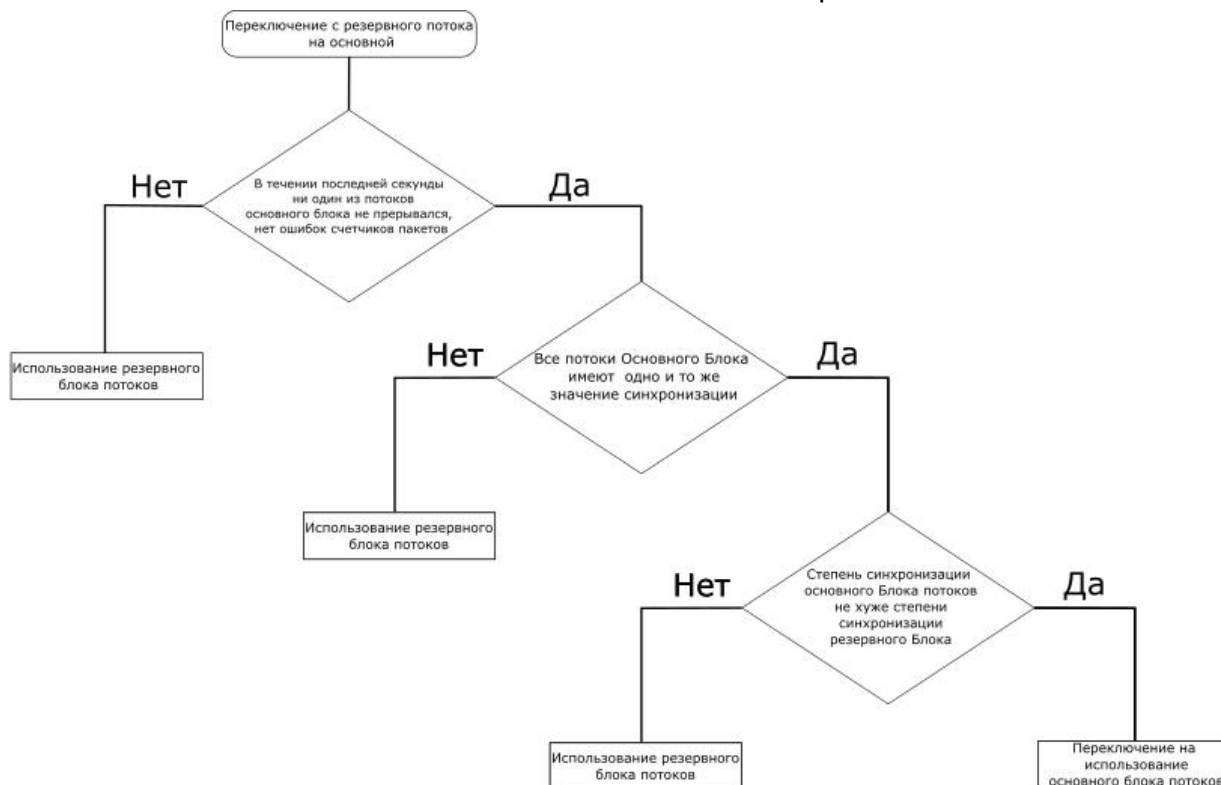 Переключение с резервного потока
на основной
Нет
В течении последней секунды
ни один из потоков
основного блока не прерывался,
нет ошибок счетчиков пакетов
Да
Использование резервного
блока потоков
Нет
Все потоки Основного Блока
имеют одно и то же
значение синхронизации
Да
Использование резервного
блока потоков
Нет
Степень синхронизации
основного Блока потоков
не хуже степени
синхронизации
резервного Блока
Да
Использование резервного
блока потоков
Переключение на
использование
основного блока потоков